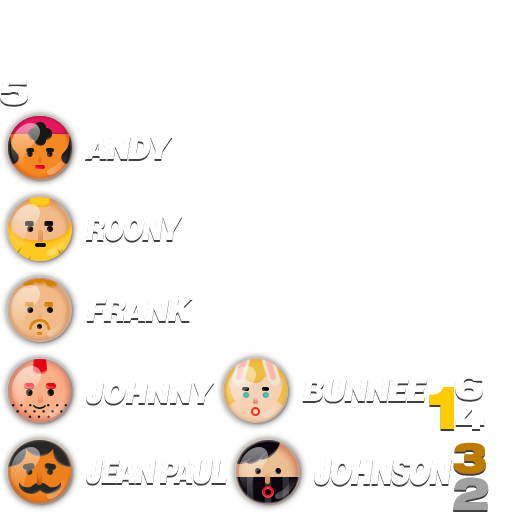 5
ANDY
ROONY
FRANK
JOHNNY BUNNEE 1 6
4
JEAN PAUL JOHNSON 3
2